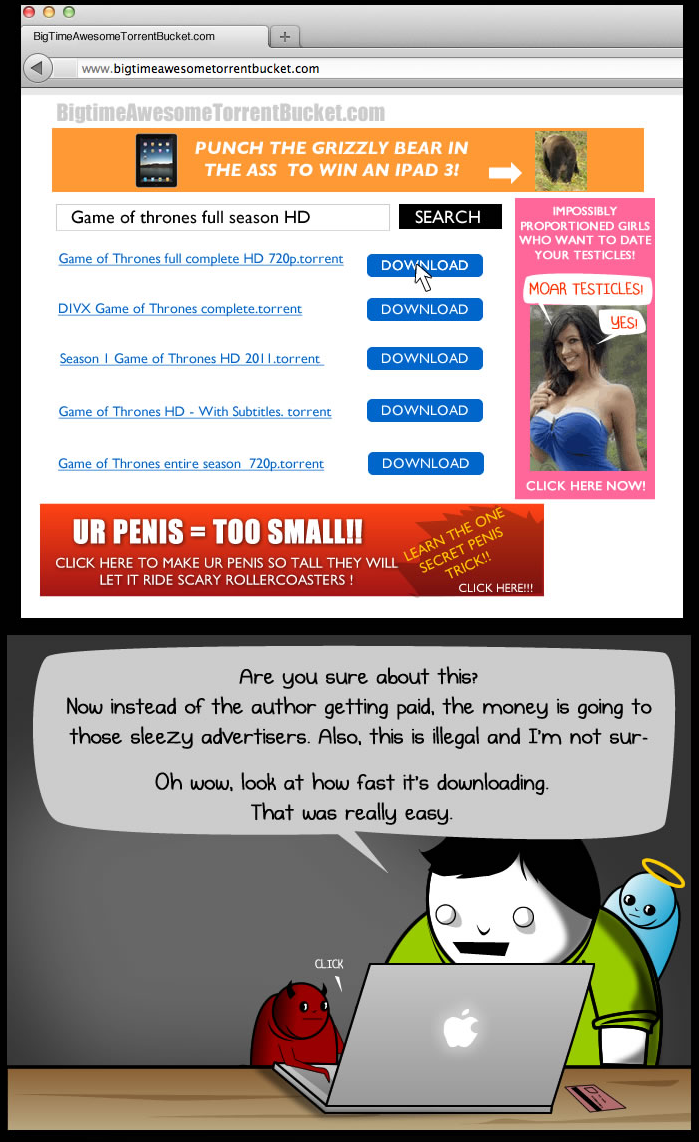 BigTimeAwesomeTorrentBucket.com
www.bigtimeawesometorrentbucket.com
BigtimeAwesomeTorrentBucket.com
PUNCH THE GRIZZLY BEAR IN
THE ASS TO WIN AN IPAD 3!
Game of thrones full season HD
SEARCH
Game of Thrones full complete HD 720p.torrent
DOWNLOAD
DIVX Game of Thrones complete.torrent
DOWNLOAD
Season 1 Game of Thrones HD 2011.torrent
DOWNLOAD
Game of Thrones HD - With Subtitles. torrent
DOWNLOAD
Game of Thrones entire season 720p.torrent
DOWNLOAD
IMPOSSIBLY
PROPORTIONED GIRLS
WHO WANT TO DATE
YOUR TESTICLES!
MOAR TESTICLES!
YES!
CLICK HERE NOW!
UR PENIS = TOO SMALL!!
CLICK HERE TO MAKE UR PENIS SO TALL THEY WILL
LET IT RIDE SCARY ROLLERCOASTERS !
LEARN THE ONE
SECRET PENIS
TRICK!!
CLICK HERE!!!
Are you sure about this?
Now instead of the author getting paid, the money is going to
those sleezy advertisers. Also, this is illegal and I'm not sur-
Oh wow, look at how fast it's downloading.
That was really easy.
CLICK